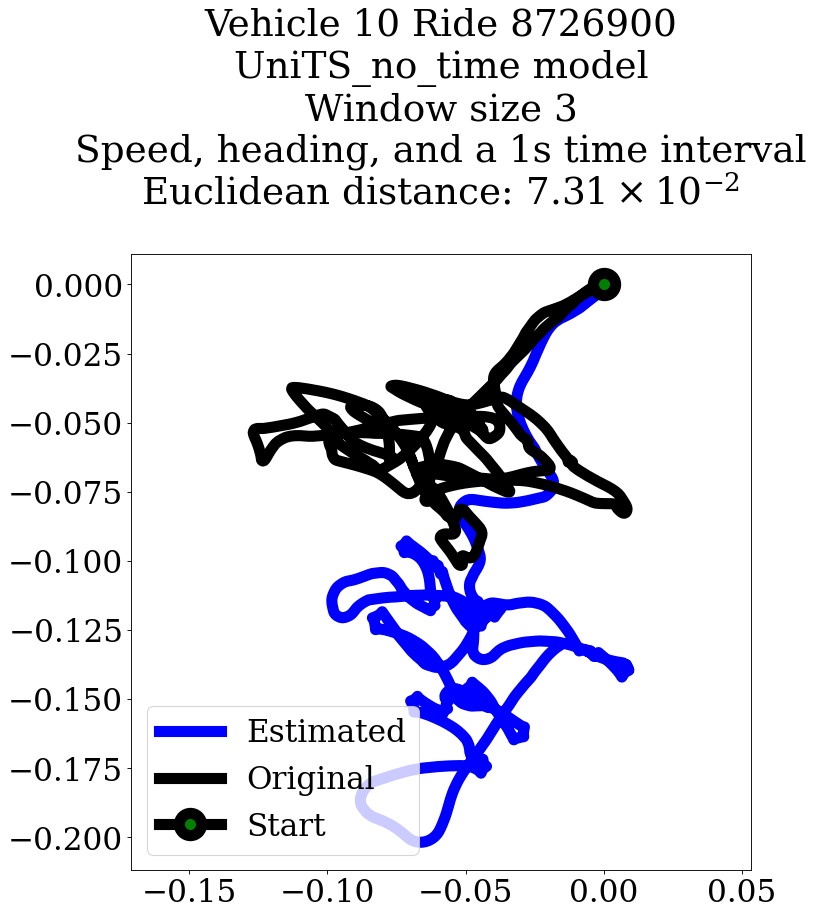 Vehicle 10 Ride 8726900
UniTS_no_time model
Window size 3
Speed, heading, and a 1s time interval
Euclidean distance: 7.31 × 10⁻²
0.000
−0.025
−0.050
−0.075
−0.100
−0.125
−0.150
−0.175
−0.200
Estimated
Original
Start
−0.15 −0.10 −0.05 0.00 0.05